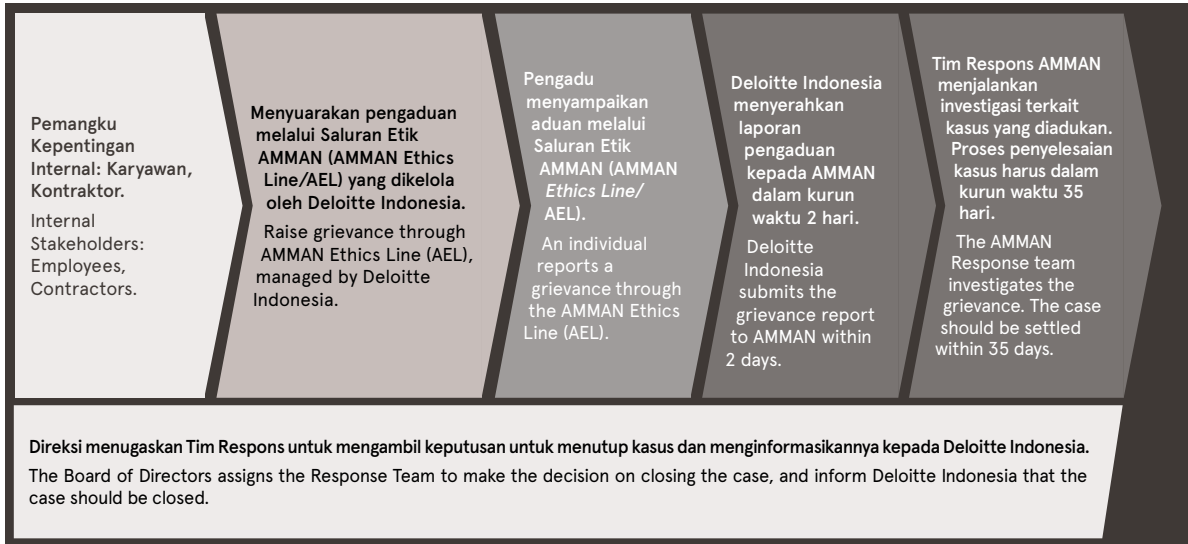 Pemangku
Kepentingan
Internal: Karyawan,
Kontraktor.
Internal
Stakeholders:
Employees,
Contractors.
Menyuarakan pengaduan
melalui Saluran Etik
AMMAN (AMMAN Ethics
Line/AEL) yang dikelola
oleh Deloitte Indonesia.
Raise grievance through
AMMAN Ethics Line (AEL),
managed by Deloitte
Indonesia.
Pengadu
menyampaikan
aduan melalui
Saluran Etik
AMMAN (AMMAN
Ethics Line/
AEL).
An individual
reports a
grievance through
the AMMAN Ethics
Line (AEL).
Deloitte Indonesia
menyerahkan
laporan
pengaduan
kepada AMMAN
dalam kurun
waktu 2 hari.
Deloitte
Indonesia
submits the
grievance report
to AMMAN within
2 days.
Tim Respons AMMAN
menjalankan
investigasi terkait
kasus yang diadukan.
Proses penyelesaian
kasus harus dalam
kurun waktu 35
hari.
The AMMAN
Response team
investigates the
grievance. The case
should be settled
within 35 days.
Direksi menugaskan Tim Respons untuk mengambil keputusan untuk menutup kasus dan menginformasikannya kepada Deloitte Indonesia.
The Board of Directors assigns the Response Team to make the decision on closing the case, and inform Deloitte Indonesia that the
case should be closed.